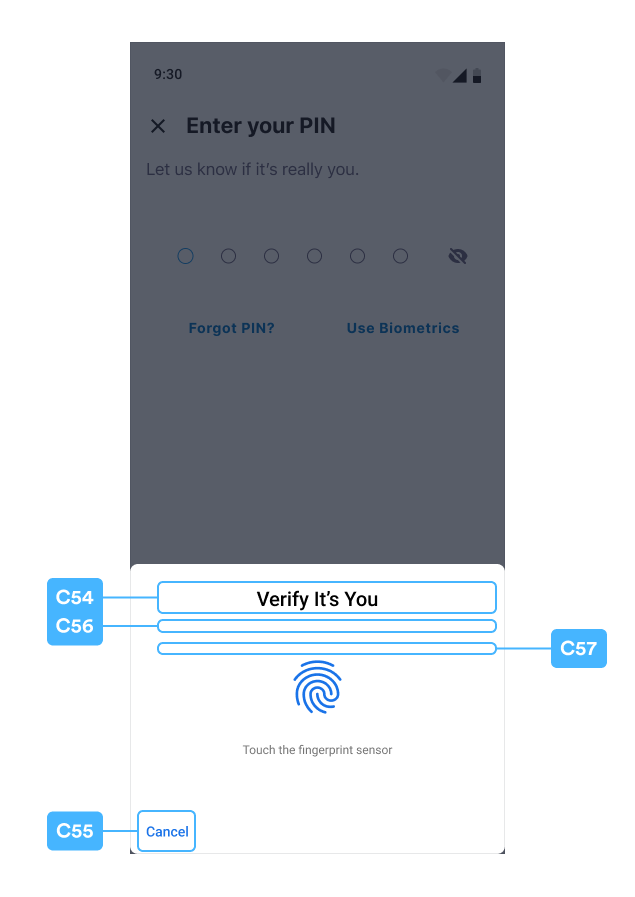 9:30
Enter your PIN
Let us know if it's really you.
Forgot PIN? Use Biometrics
C54 Verify It's You
C56
C57
Touch the fingerprint sensor
C55 Cancel